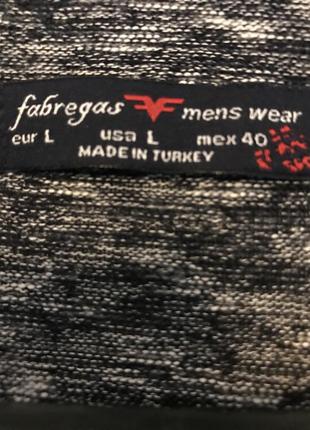 fabregas mens wear
eur L usa L mex 40
MADE IN TURKEY